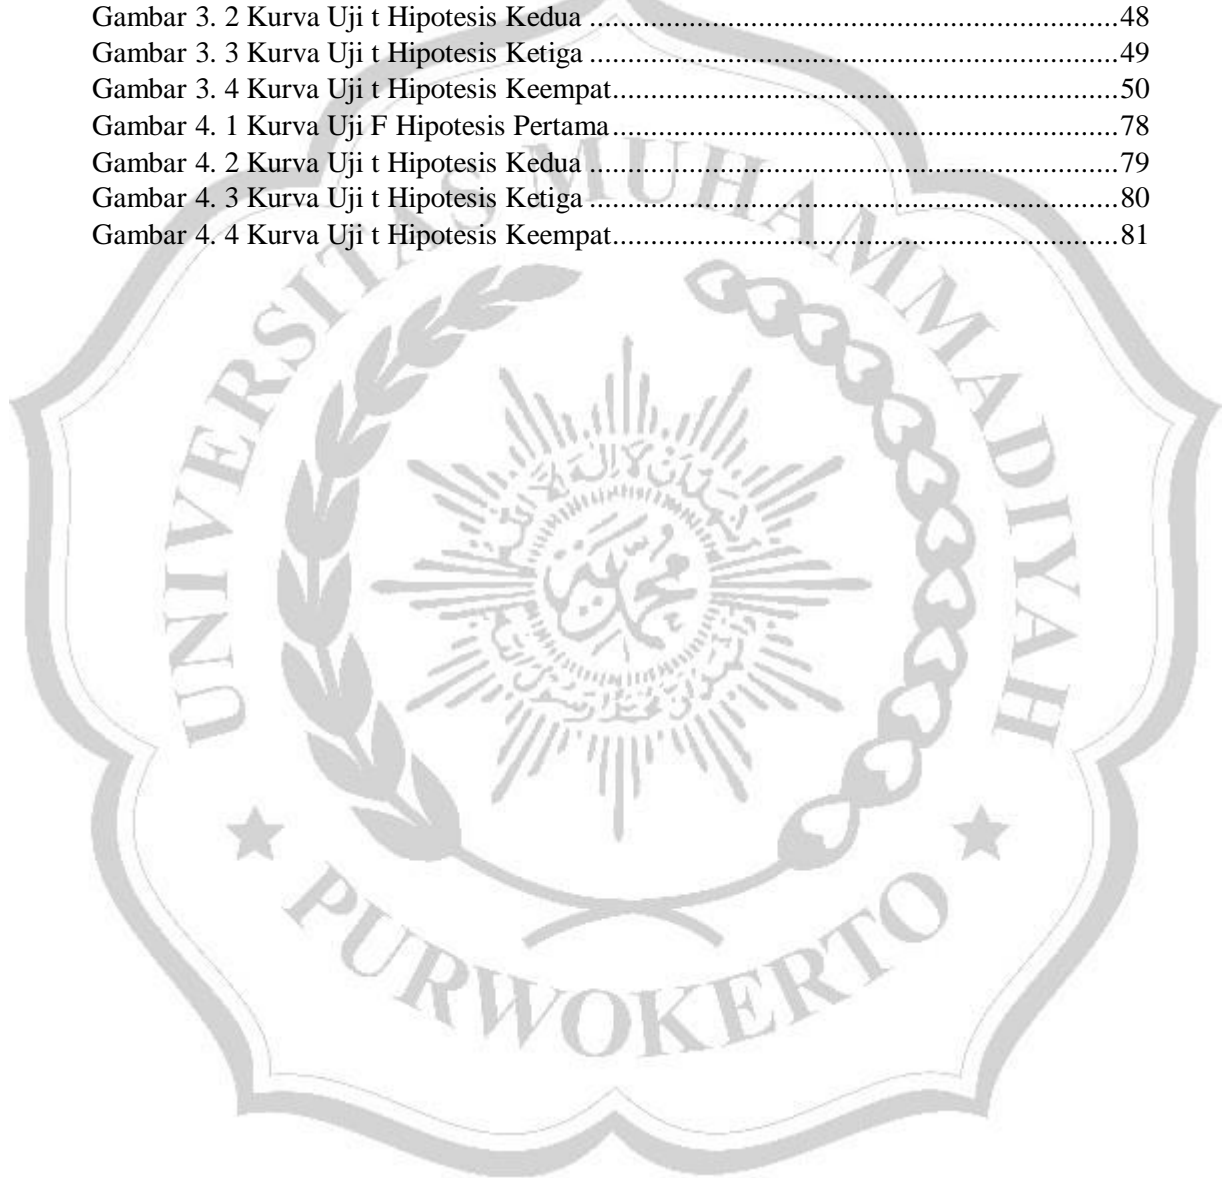 Gambar 3. 2 Kurva Uji t Hipotesis Kedua ....................................................................48
Gambar 3. 3 Kurva Uji t Hipotesis Ketiga ....................................................................49
Gambar 3. 4 Kurva Uji t Hipotesis Keempat.................................................................50
Gambar 4. 1 Kurva Uji F Hipotesis Pertama.................................................................78
Gambar 4. 2 Kurva Uji t Hipotesis Kedua ....................................................................79
Gambar 4. 3 Kurva Uji t Hipotesis Ketiga ....................................................................80
Gambar 4. 4 Kurva Uji t Hipotesis Keempat.................................................................81
UNIVERSITAS MUHAMMADIYAH
PURWOKERTO
محمدية